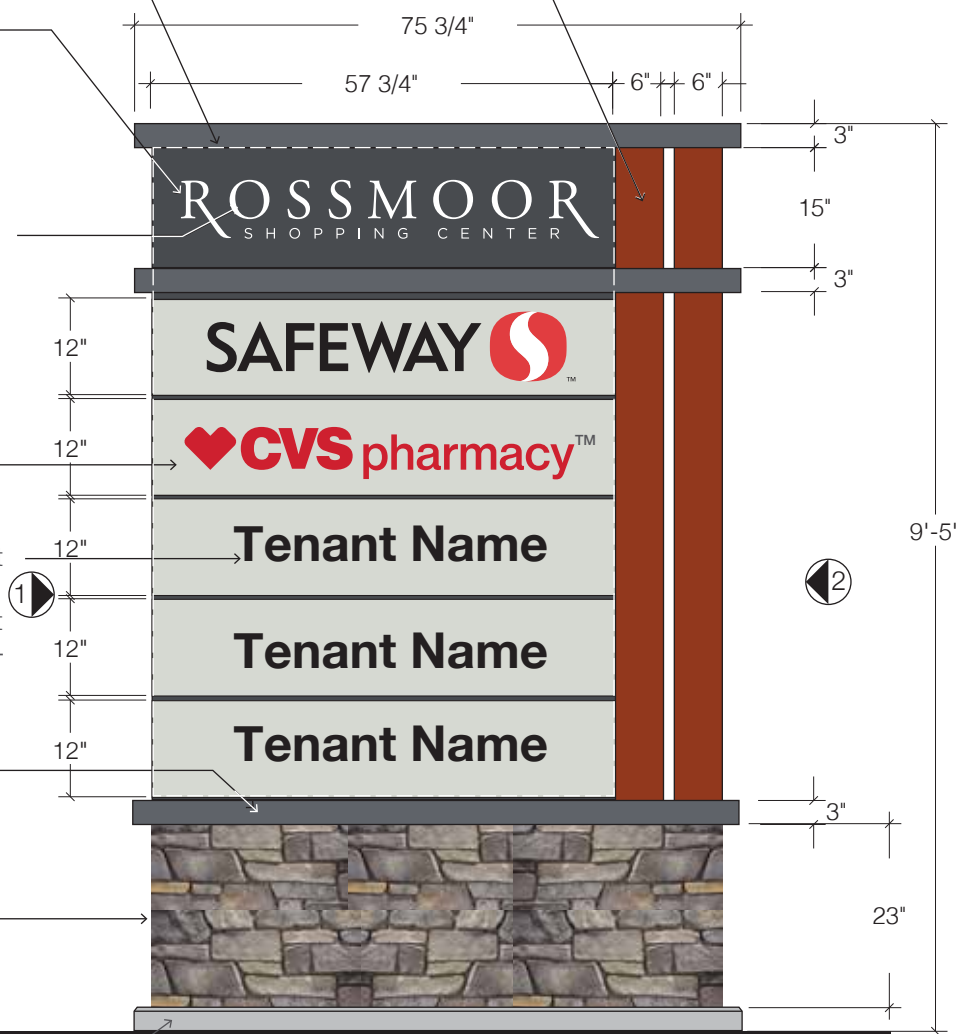 75 3/4"
57 3/4" 6" 6"
3"
ROSSMOOR
SHOPPING CENTER
15"
3"
12"
SAFEWAY
TM
12"
CVS pharmacy™
12"
Tenant Name
9'-5'
1
2
12"
Tenant Name
12"
Tenant Name
3"
23"